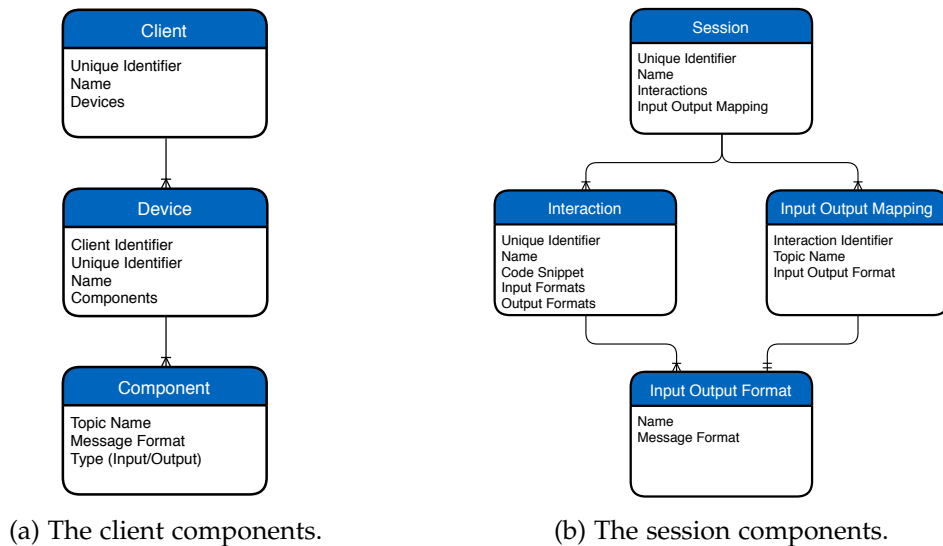 Client
Unique Identifier
Name
Devices
Device
Client Identifier
Unique Identifier
Name
Components
Component
Topic Name
Message Format
Type (Input/Output)
(a) The client components.
Session
Unique Identifier
Name
Interactions
Input Output Mapping
Interaction
Unique Identifier
Name
Code Snippet
Input Formats
Output Formats
Input Output Mapping
Interaction Identifier
Topic Name
Input Output Format
Input Output Format
Name
Message Format
(b) The session components.